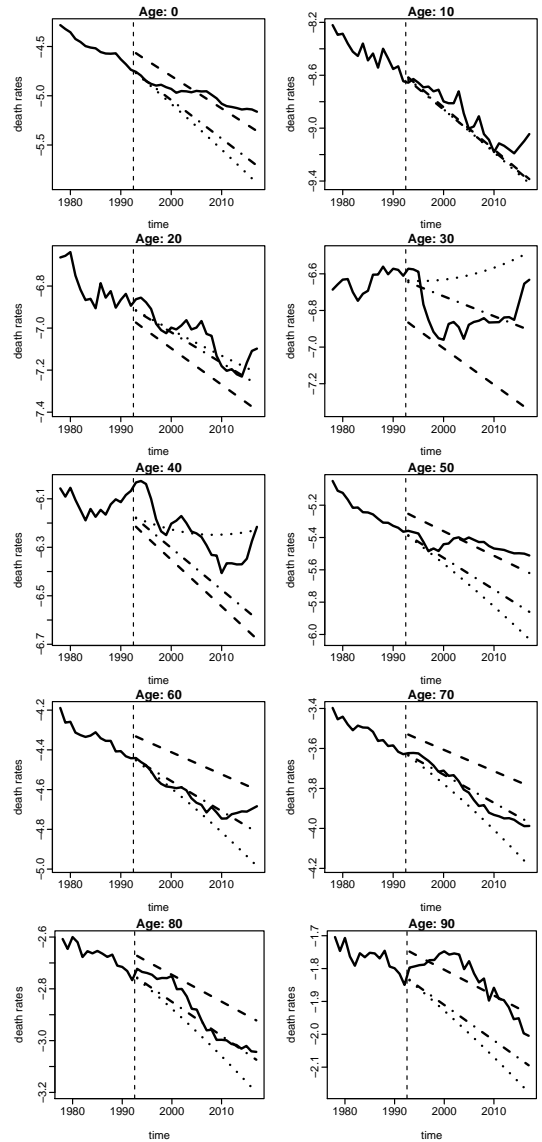 Age: 0
death rates
−4.5
−5.0
−5.5
1980 1990 2000 2010
time
Age: 10
death rates
−8.2
−8.6
−9.0
−9.4
1980 1990 2000 2010
time
Age: 20
death rates
−6.8
−7.0
−7.2
−7.4
1980 1990 2000 2010
time
Age: 30
death rates
−6.6
−6.8
−7.0
−7.2
1980 1990 2000 2010
time
Age: 40
death rates
−6.1
−6.3
−6.5
−6.7
1980 1990 2000 2010
time
Age: 50
death rates
−5.2
−5.4
−5.6
−5.8
−6.0
1980 1990 2000 2010
time
Age: 60
death rates
−4.2
−4.4
−4.6
−4.8
−5.0
1980 1990 2000 2010
time
Age: 70
death rates
−3.4
−3.6
−3.8
−4.0
−4.2
1980 1990 2000 2010
time
Age: 80
death rates
−2.6
−2.8
−3.0
−3.2
1980 1990 2000 2010
time
Age: 90
death rates
−1.7
−1.8
−1.9
−2.0
−2.1
1980 1990 2000 2010
time